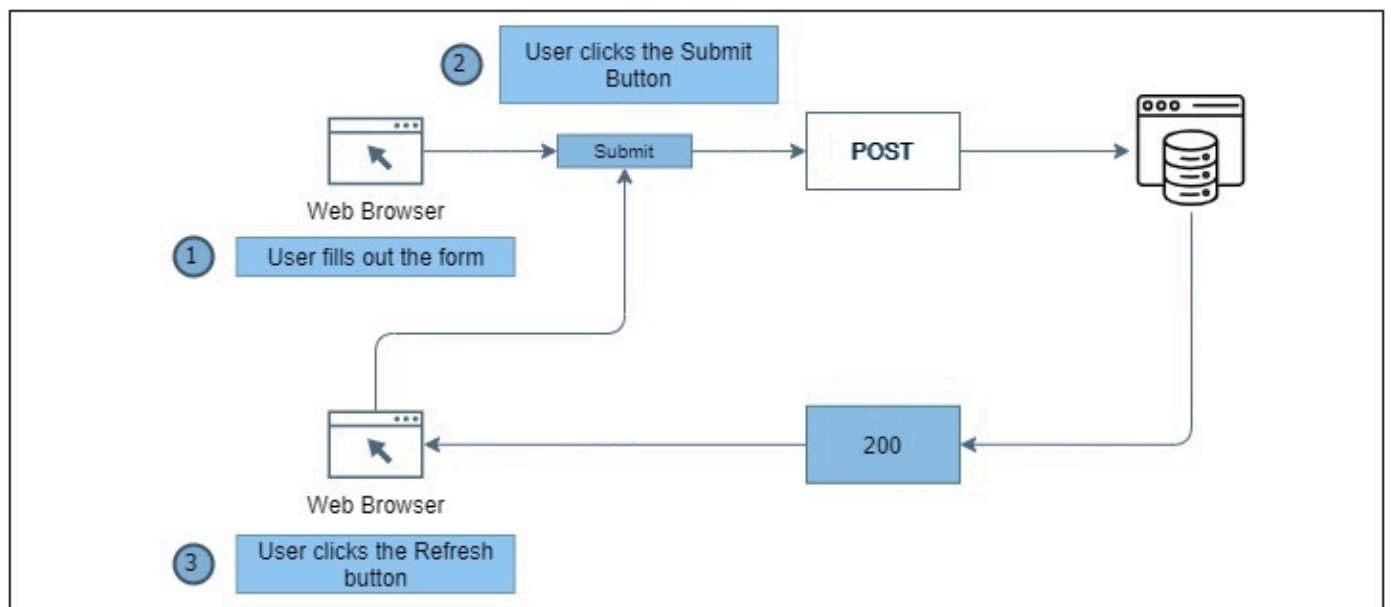 2
User clicks the Submit
Button
Submit
POST
Web Browser
1
User fills out the form
200
Web Browser
3
User clicks the Refresh
button